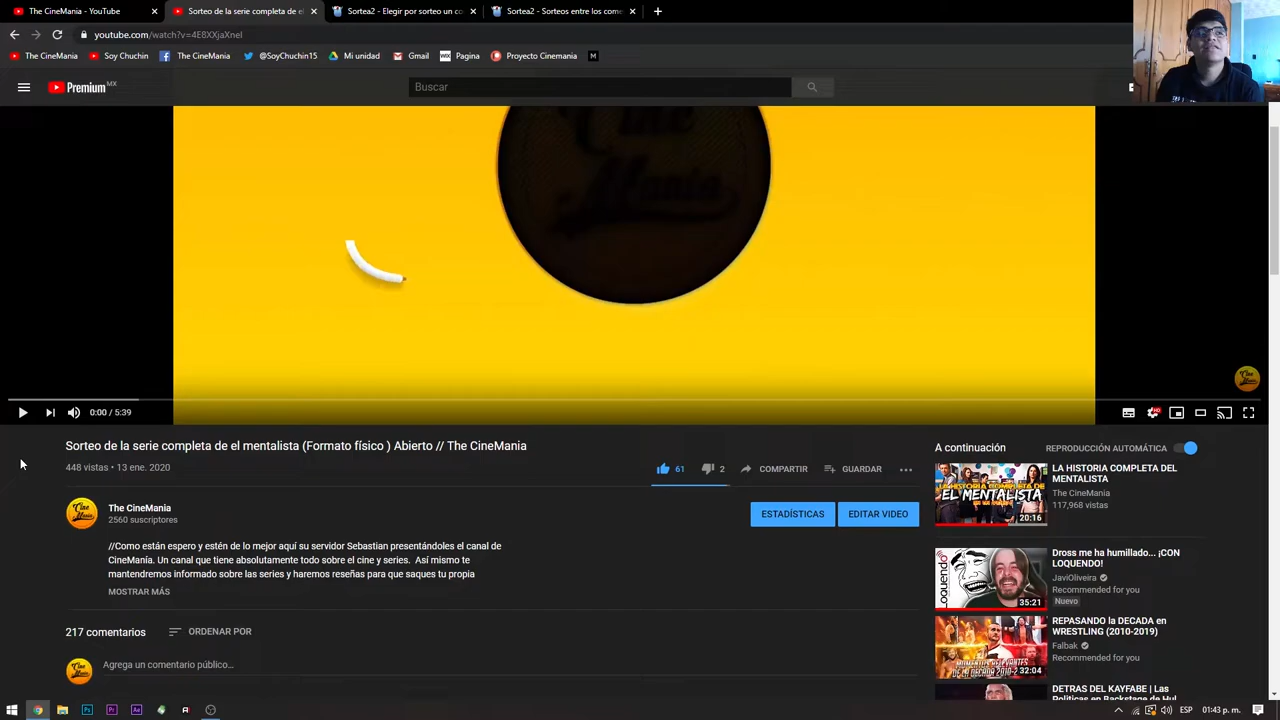 The CineMania - YouTube
Sorteo de la serie completa de el
Sortea2 - Elegir por sorteo un co
Sortea2 - Sorteos entre los come
youtube.com/watch?v=4E8XXjaXneI
The CineMania
Soy Chuchin
The CineMania
@SoyChuchin15
Mi unidad
Gmail
Pagina
Proyecto Cinemania
Premium MX
Buscar
Cine
Mania
0:00 / 5:39
Sorteo de la serie completa de el mentalista (Formato físico ) Abierto // The CineMania
448 vistas • 13 ene. 2020
61
2
COMPARTIR
GUARDAR
The CineMania
2560 suscriptores
ESTADÍSTICAS
EDITAR VIDEO
//Como están espero y estén de lo mejor aquí su servidor Sebastian presentándoles el canal de
CineManía. Un canal que tiene absolutamente todo sobre el cine y series. Así mismo te
mantendremos informado sobre las series y haremos reseñas para que saques tu propia
MOSTRAR MÁS
217 comentarios
ORDENAR POR
Agrega un comentario público...
A continuación
REPRODUCCIÓN AUTOMÁTICA
LA HISTORIA COMPLETA DEL
EL MENTALISTA
20:16
LA HISTORIA COMPLETA DEL
MENTALISTA
The CineMania
117,968 vistas
35:21
Dross me ha humillado... ¡CON
LOQUENDO!
JaviOliveira
Recommended for you
Nuevo
32:04
REPASANDO la DECADA en
WRESTLING (2010-2019)
Falbak
Recommended for you
DETRAS DEL KAYFABE | Las
ESP
01:43 p. m.